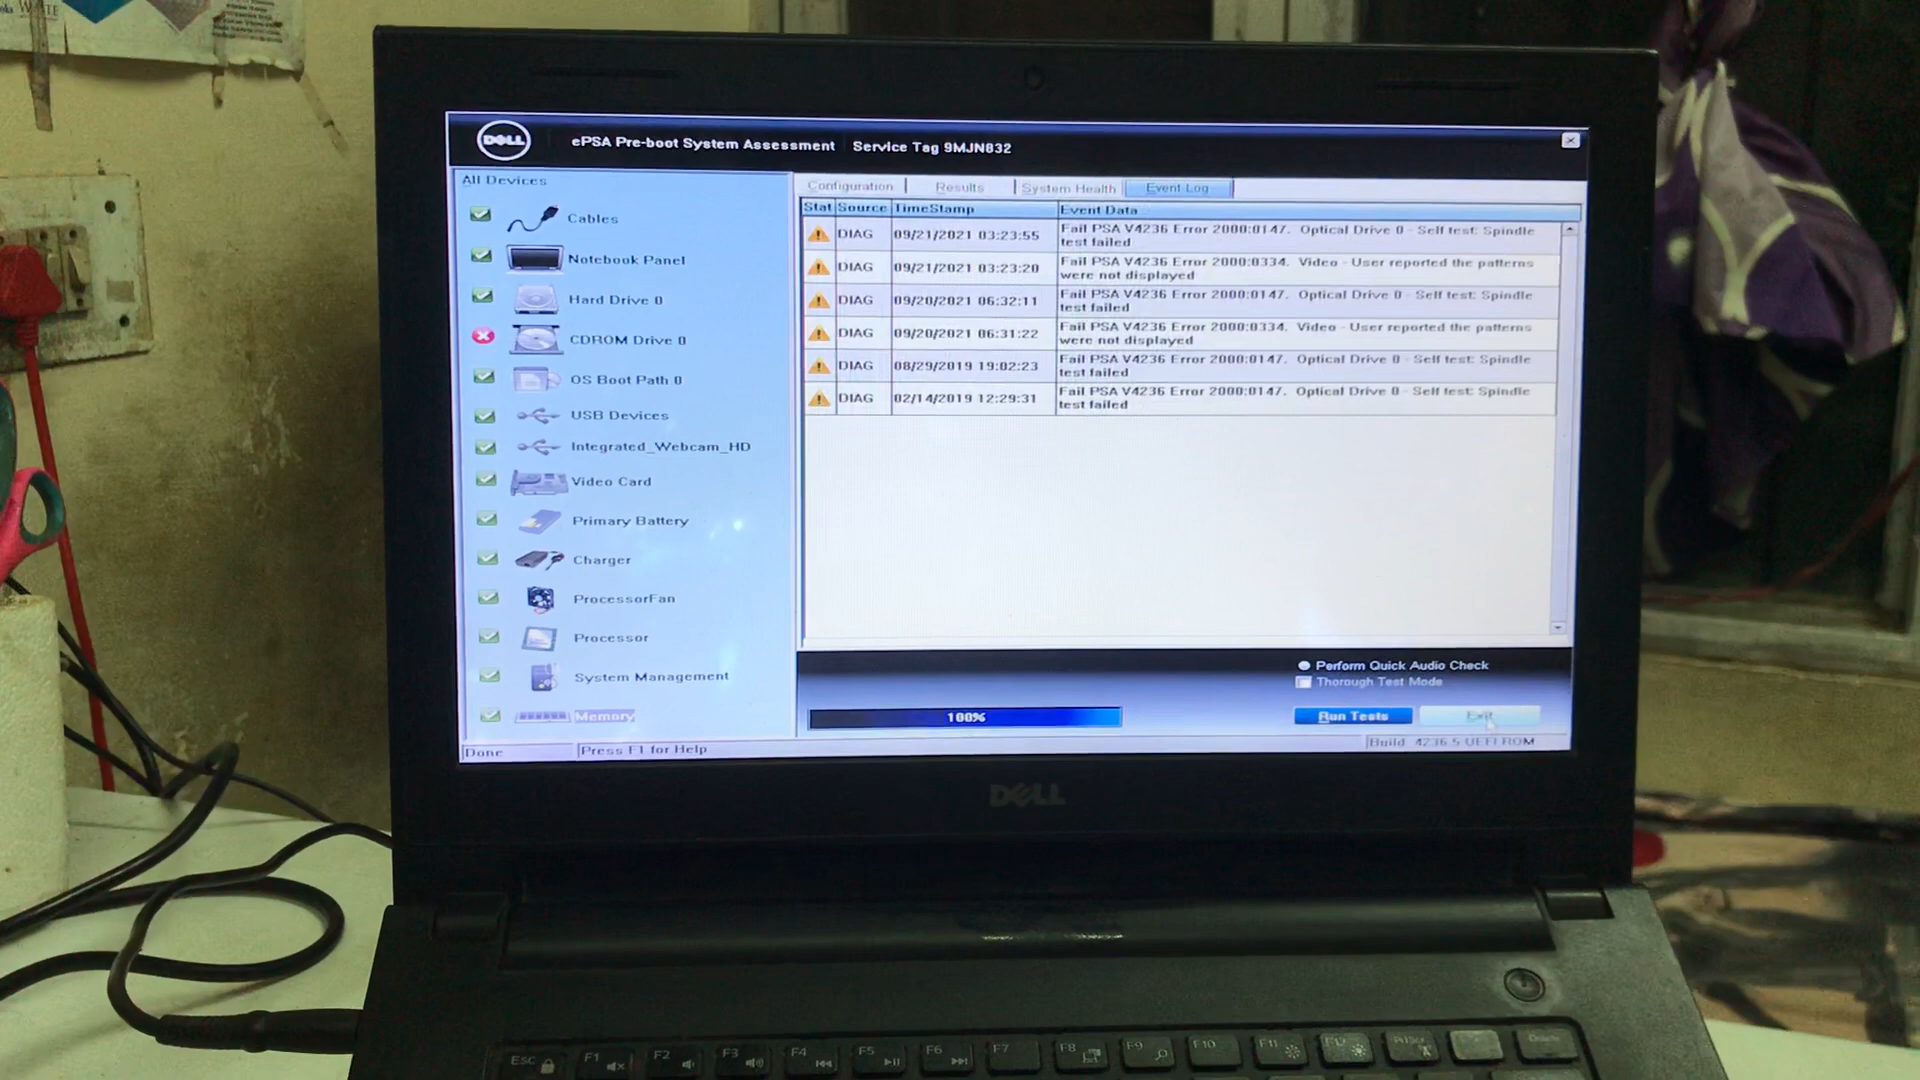 DELL
ePSA Pre-boot System Assessment
Service Tag 9MJN832
All Devices
Cables
Notebook Panel
Hard Drive 0
CDROM Drive 0
OS Boot Path 0
USB Devices
Integrated_Webcam_HD
Video Card
Primary Battery
Charger
ProcessorFan
Processor
System Management
Memory
Configuration Results System Health Event Log
Stat Source TimeStamp Event Data
DIAG 09/21/2021 03:23:55 Fail PSA V4236 Error 2000:0147. Optical Drive 0 - Self test: Spindle
test failed
DIAG 09/21/2021 03:23:20 Fail PSA V4236 Error 2000:0334. Video - User reported the patterns
were not displayed
DIAG 09/20/2021 06:32:11 Fail PSA V4236 Error 2000:0147. Optical Drive 0 - Self test: Spindle
test failed
DIAG 09/20/2021 06:31:22 Fail PSA V4236 Error 2000:0334. Video - User reported the patterns
were not displayed
DIAG 08/29/2019 19:02:23 Fail PSA V4236 Error 2000:0147. Optical Drive 0 - Self test: Spindle
test failed
DIAG 02/14/2019 12:29:31 Fail PSA V4236 Error 2000:0147. Optical Drive 0 - Self test: Spindle
test failed
Perform Quick Audio Check
Thorough Test Mode
100%
Run Tests Exit
Done Press F1 for Help
Build 4236.5 UEFI ROM
DELL
Esc F1 F2 F3 F4 F5 F6 F7 F8 F9 F10 F11 F12